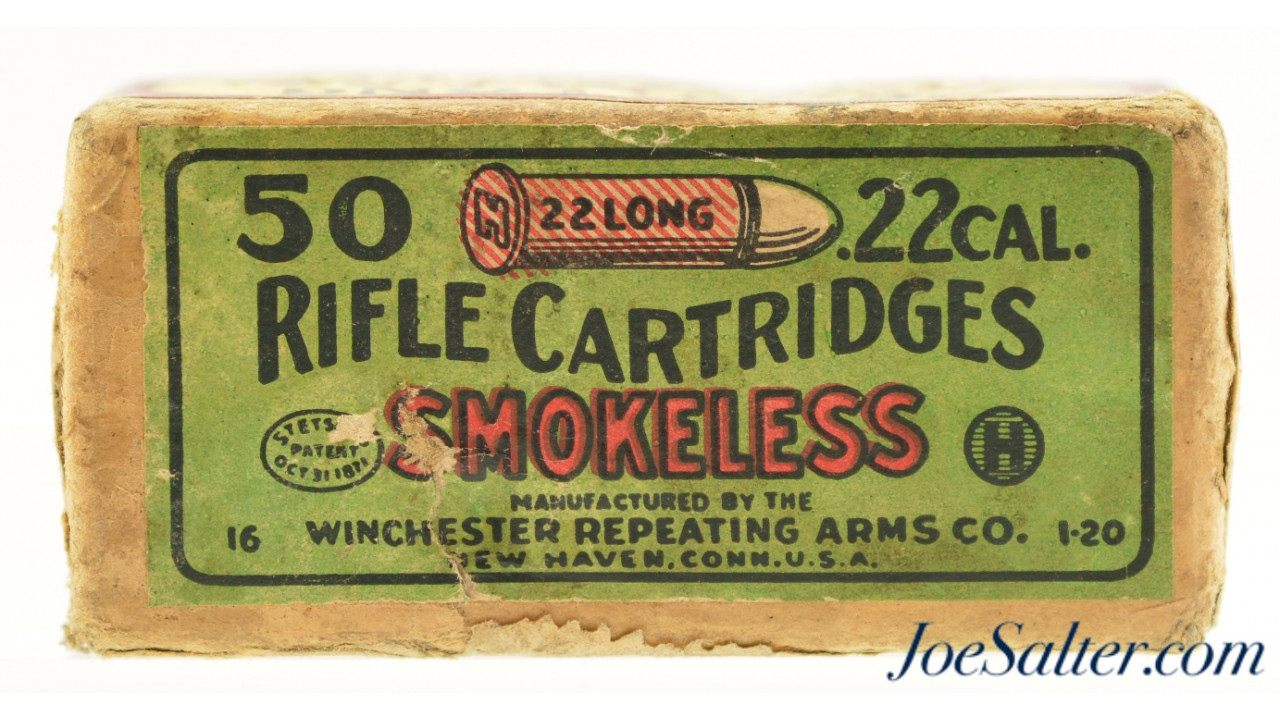 50 H 22 LONG .22 CAL.
RIFLE CARTRIDGES
SMOKELESS
PATENT
OCT 31 1871
H
MANUFACTURED BY THE
16 WINCHESTER REPEATING ARMS CO. 1-20
NEW HAVEN, CONN. U.S.A.
JoeSalter.com